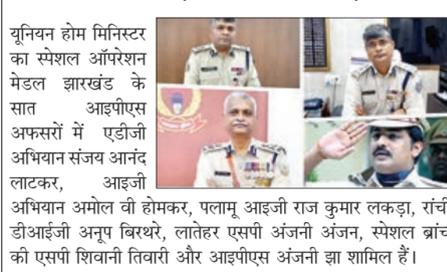 यूनियन होम मिनिस्टर
का स्पेशल ऑपरेशन
मेडल झारखंड के
सात आइपीएस
अफसरों में एडीजी
अभियान संजय आनंद
लाटकर, आइजी
अभियान अमोल वी होमकर, पलामू आइजी राज कुमार लकड़ा, रांची
डीआईजी अनूप बिरथरे, लातेहर एसपी अंजनी अंजन, स्पेशल ब्रांच
की एसपी शिवानी तिवारी और आइपीएस अंजनी झा शामिल हैं।